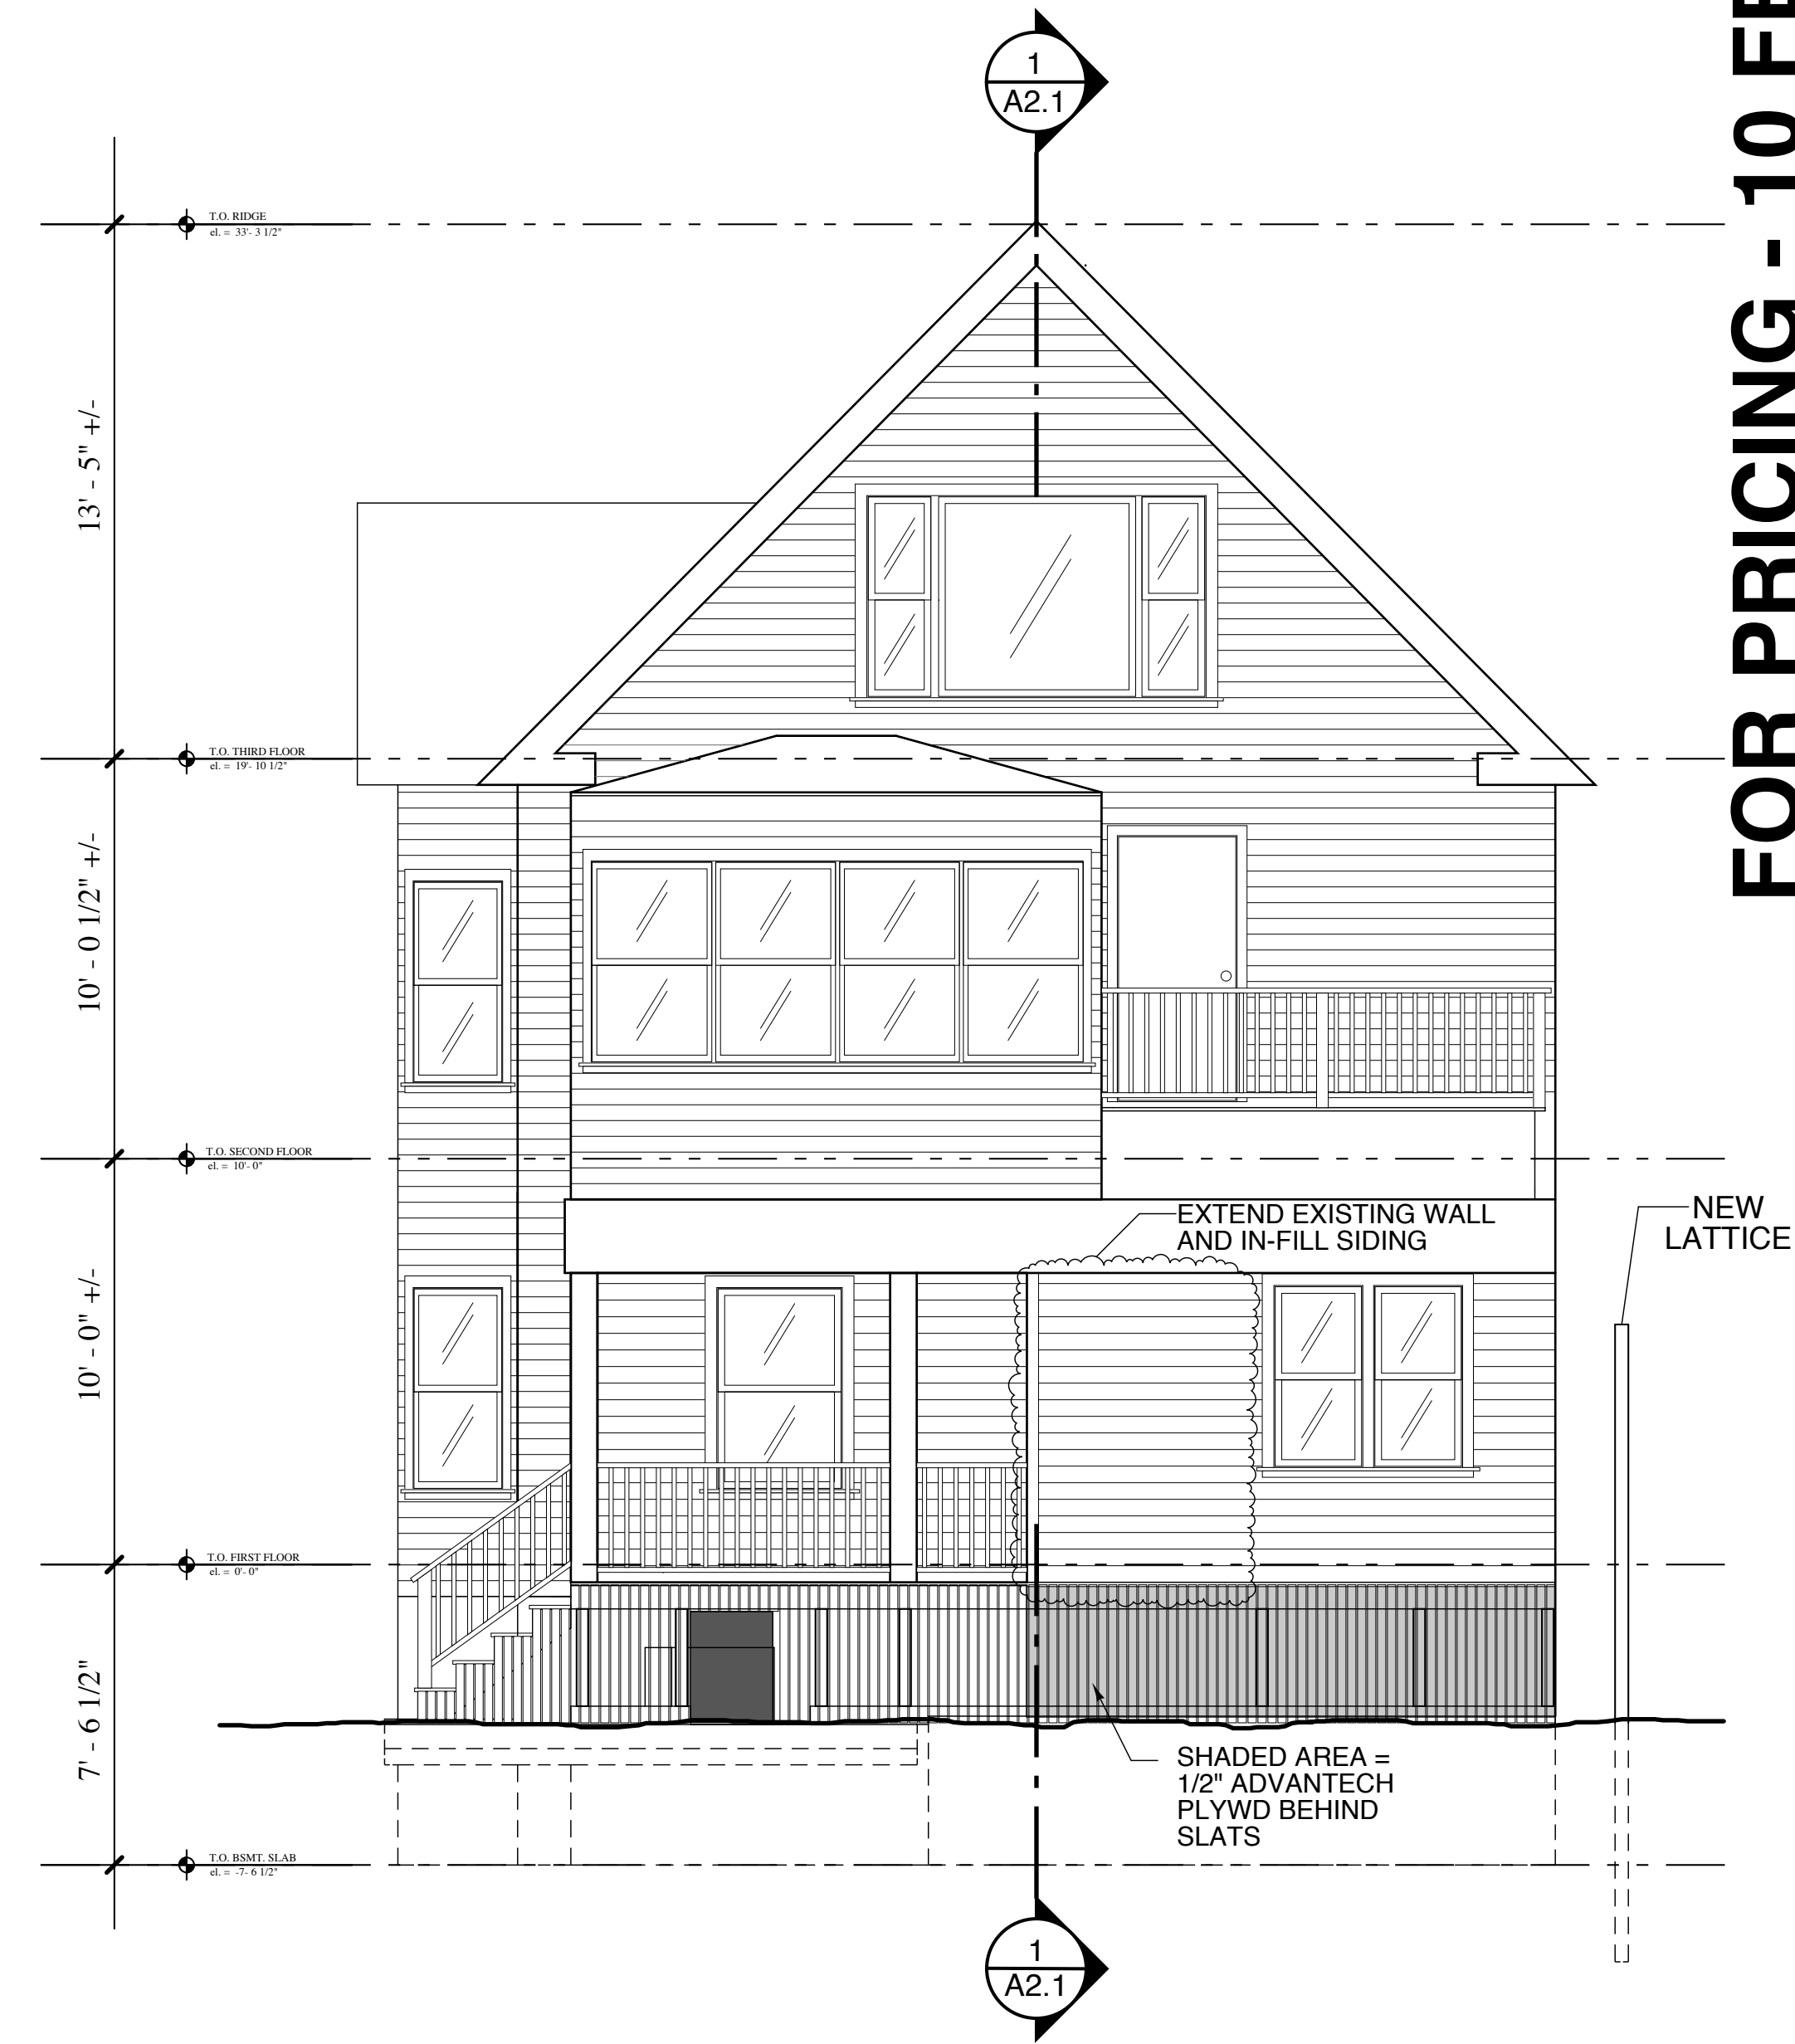 1
A2.1
FOR PRICING - 10 FE
T.O. RIDGE
el. = 33'- 3 1/2"
13' - 5" +/-
T.O. THIRD FLOOR
el. = 19'- 10 1/2"
10' - 0 1/2" +/-
T.O. SECOND FLOOR
el. = 10'- 0"
EXTEND EXISTING WALL
AND IN-FILL SIDING
NEW
LATTICE
10' - 0" +/-
T.O. FIRST FLOOR
el. = 0'- 0"
7' - 6 1/2"
SHADED AREA =
1/2" ADVANTECH
PLYWD BEHIND
SLATS
T.O. BSMT. SLAB
el. = -7- 6 1/2"
1
A2.1